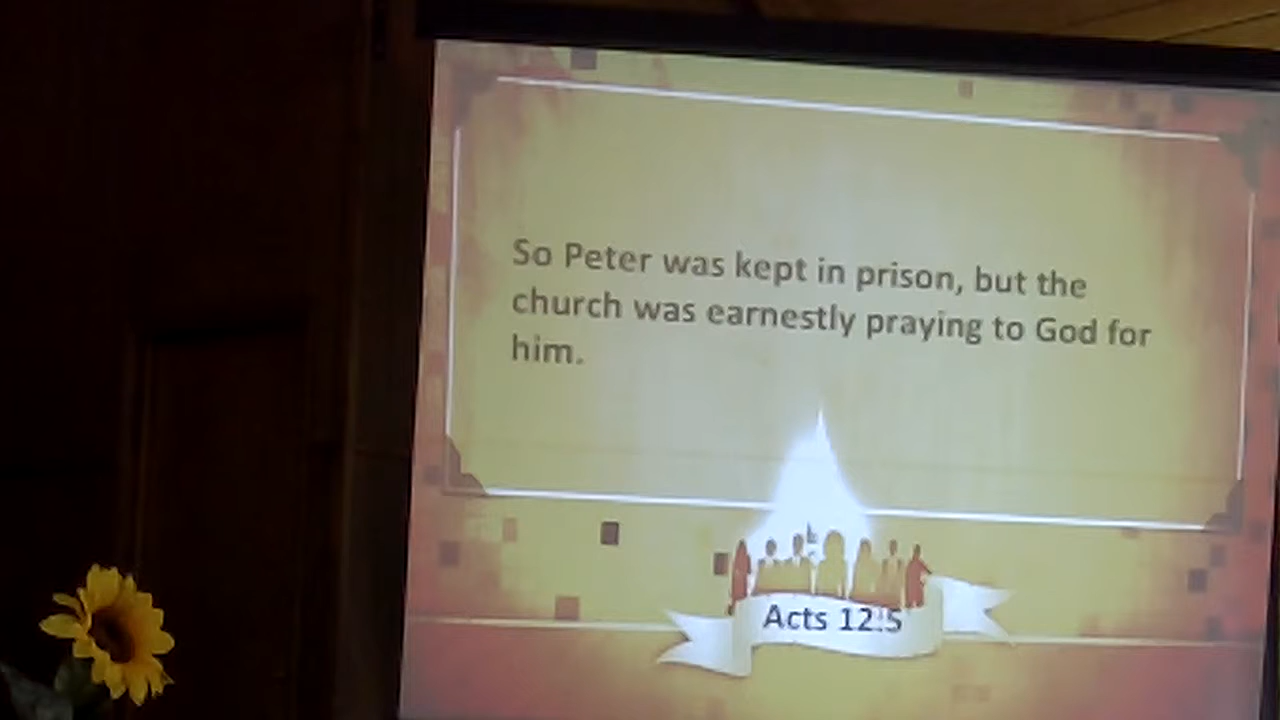 So Peter was kept in prison, but the
church was earnestly praying to God for
him.
Acts 12:5